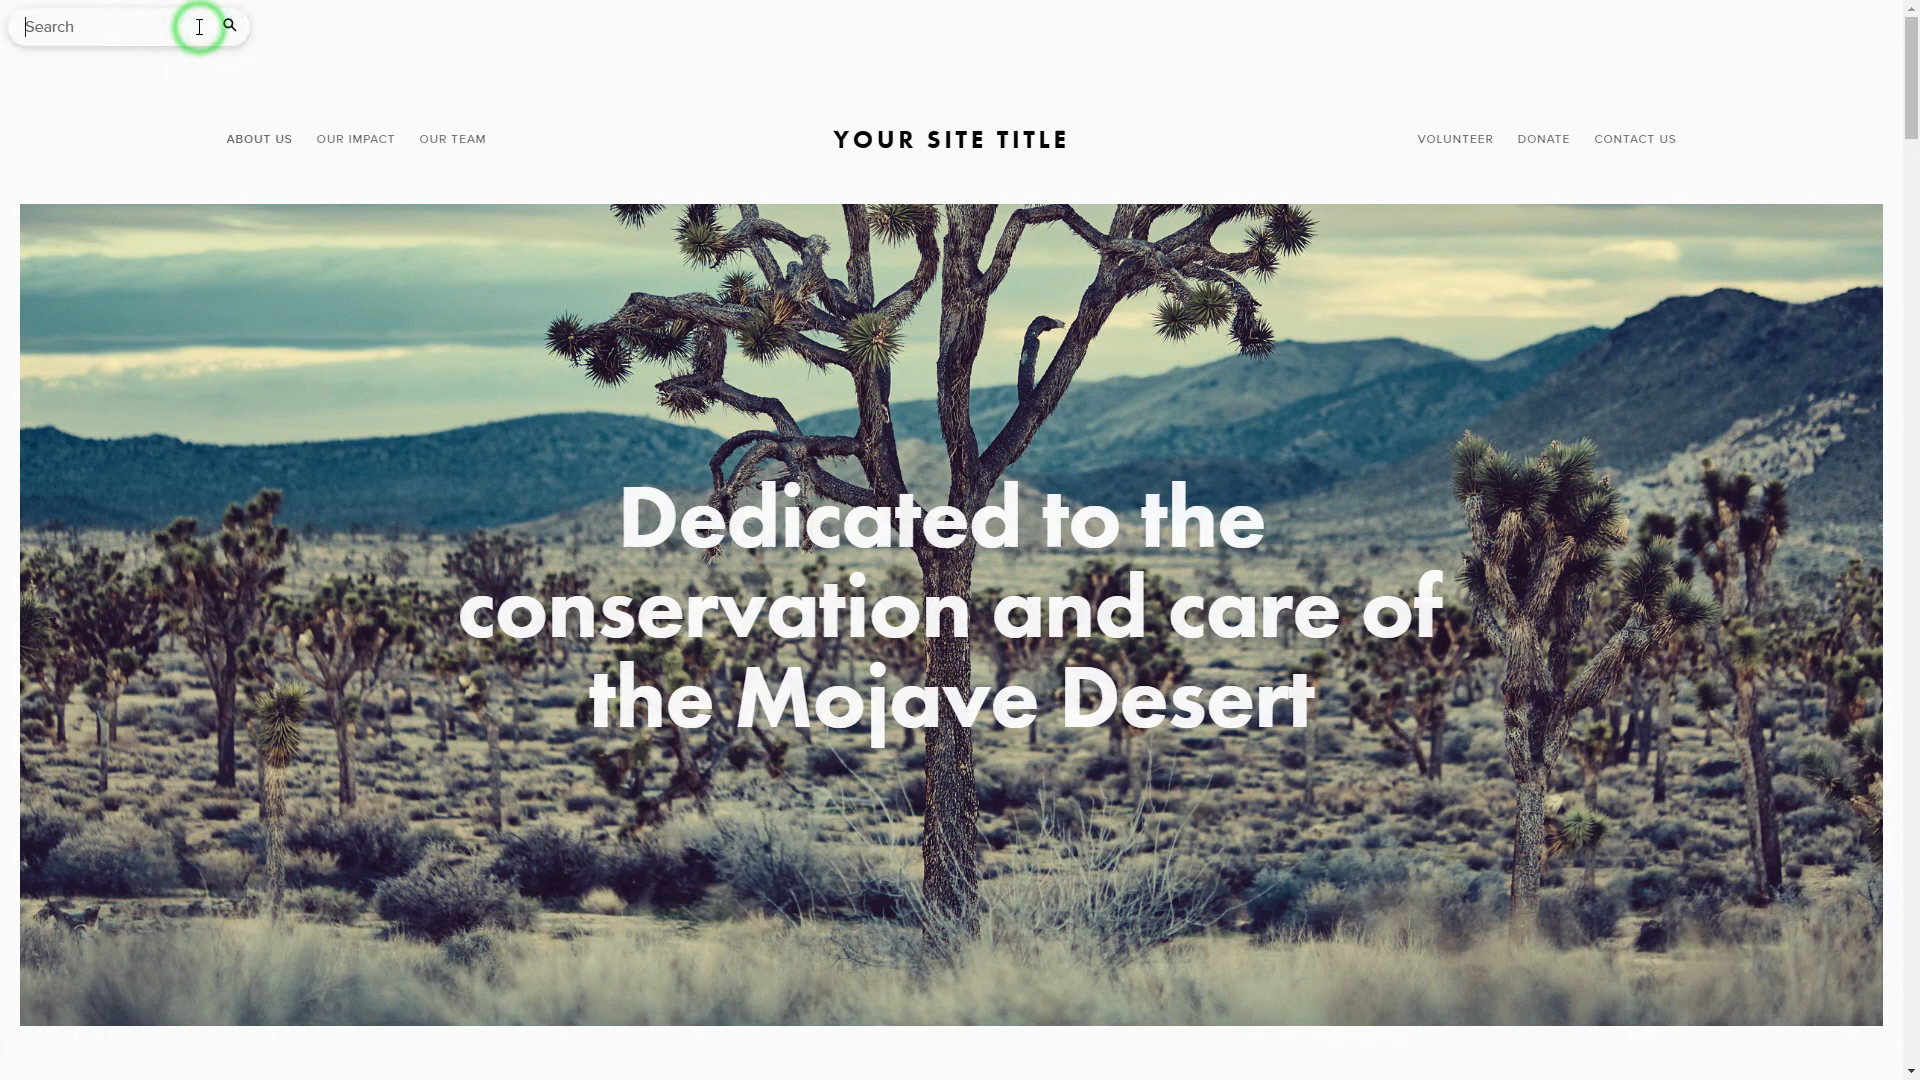 Search
ABOUT US OUR IMPACT OUR TEAM YOUR SITE TITLE VOLUNTEER DONATE CONTACT US
Dedicated to the
conservation and care of
the Mojave Desert